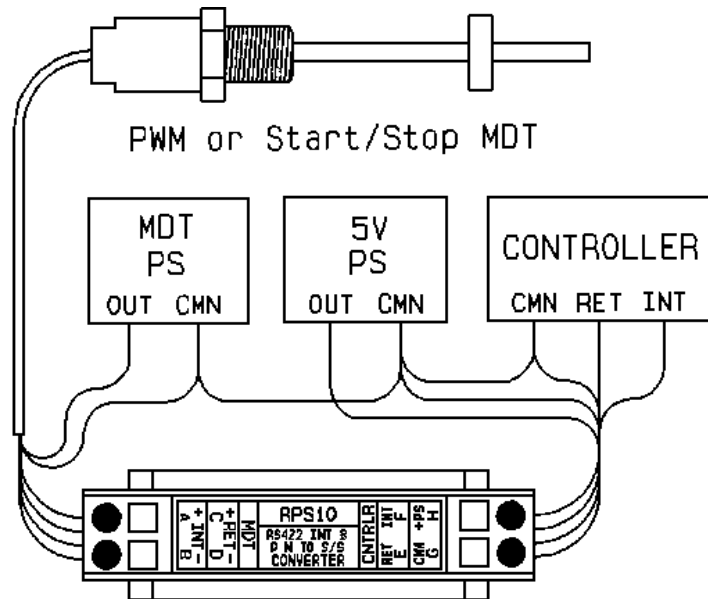 PWM or Start/Stop MDT
MDT
PS
OUT CMN
5V
PS
OUT CMN
CONTROLLER
CMN RET INT
+ INT -
A B
+ RET -
C D
MDT
RPS10
RS422 INT &
P N TO S/S
CONVERTER
CNTRLR
RET INT
E F
CMN +PS
G H